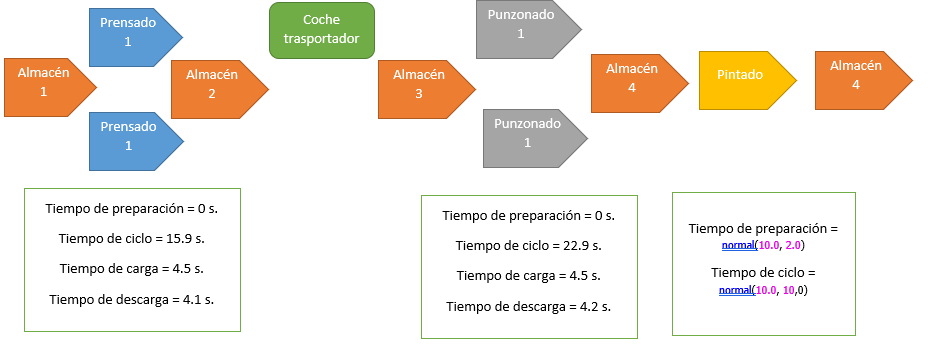 Prensado
1
Coche
trasportador
Punzonado
1
Almacén
1
Almacén
2
Almacén
3
Almacén
4
Pintado
Almacén
4
Prensado
1
Punzonado
1
Tiempo de preparación = 0 s.
Tiempo de ciclo = 15.9 s.
Tiempo de carga = 4.5 s.
Tiempo de descarga = 4.1 s.
Tiempo de preparación = 0 s.
Tiempo de ciclo = 22.9 s.
Tiempo de carga = 4.5 s.
Tiempo de descarga = 4.2 s.
Tiempo de preparación =
normal(10.0, 2.0)
Tiempo de ciclo =
normal(10.0, 10,0)